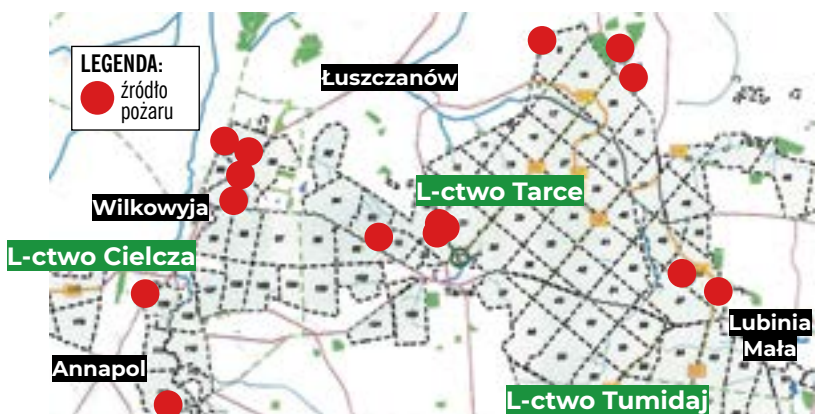 LEGENDA:
źródło
pożaru
Łuszczanów
Wilkowyja
L-ctwo Tarce
L-ctwo Cielcza
Lubinia
Mała
Annapol
L-ctwo Tumidaj